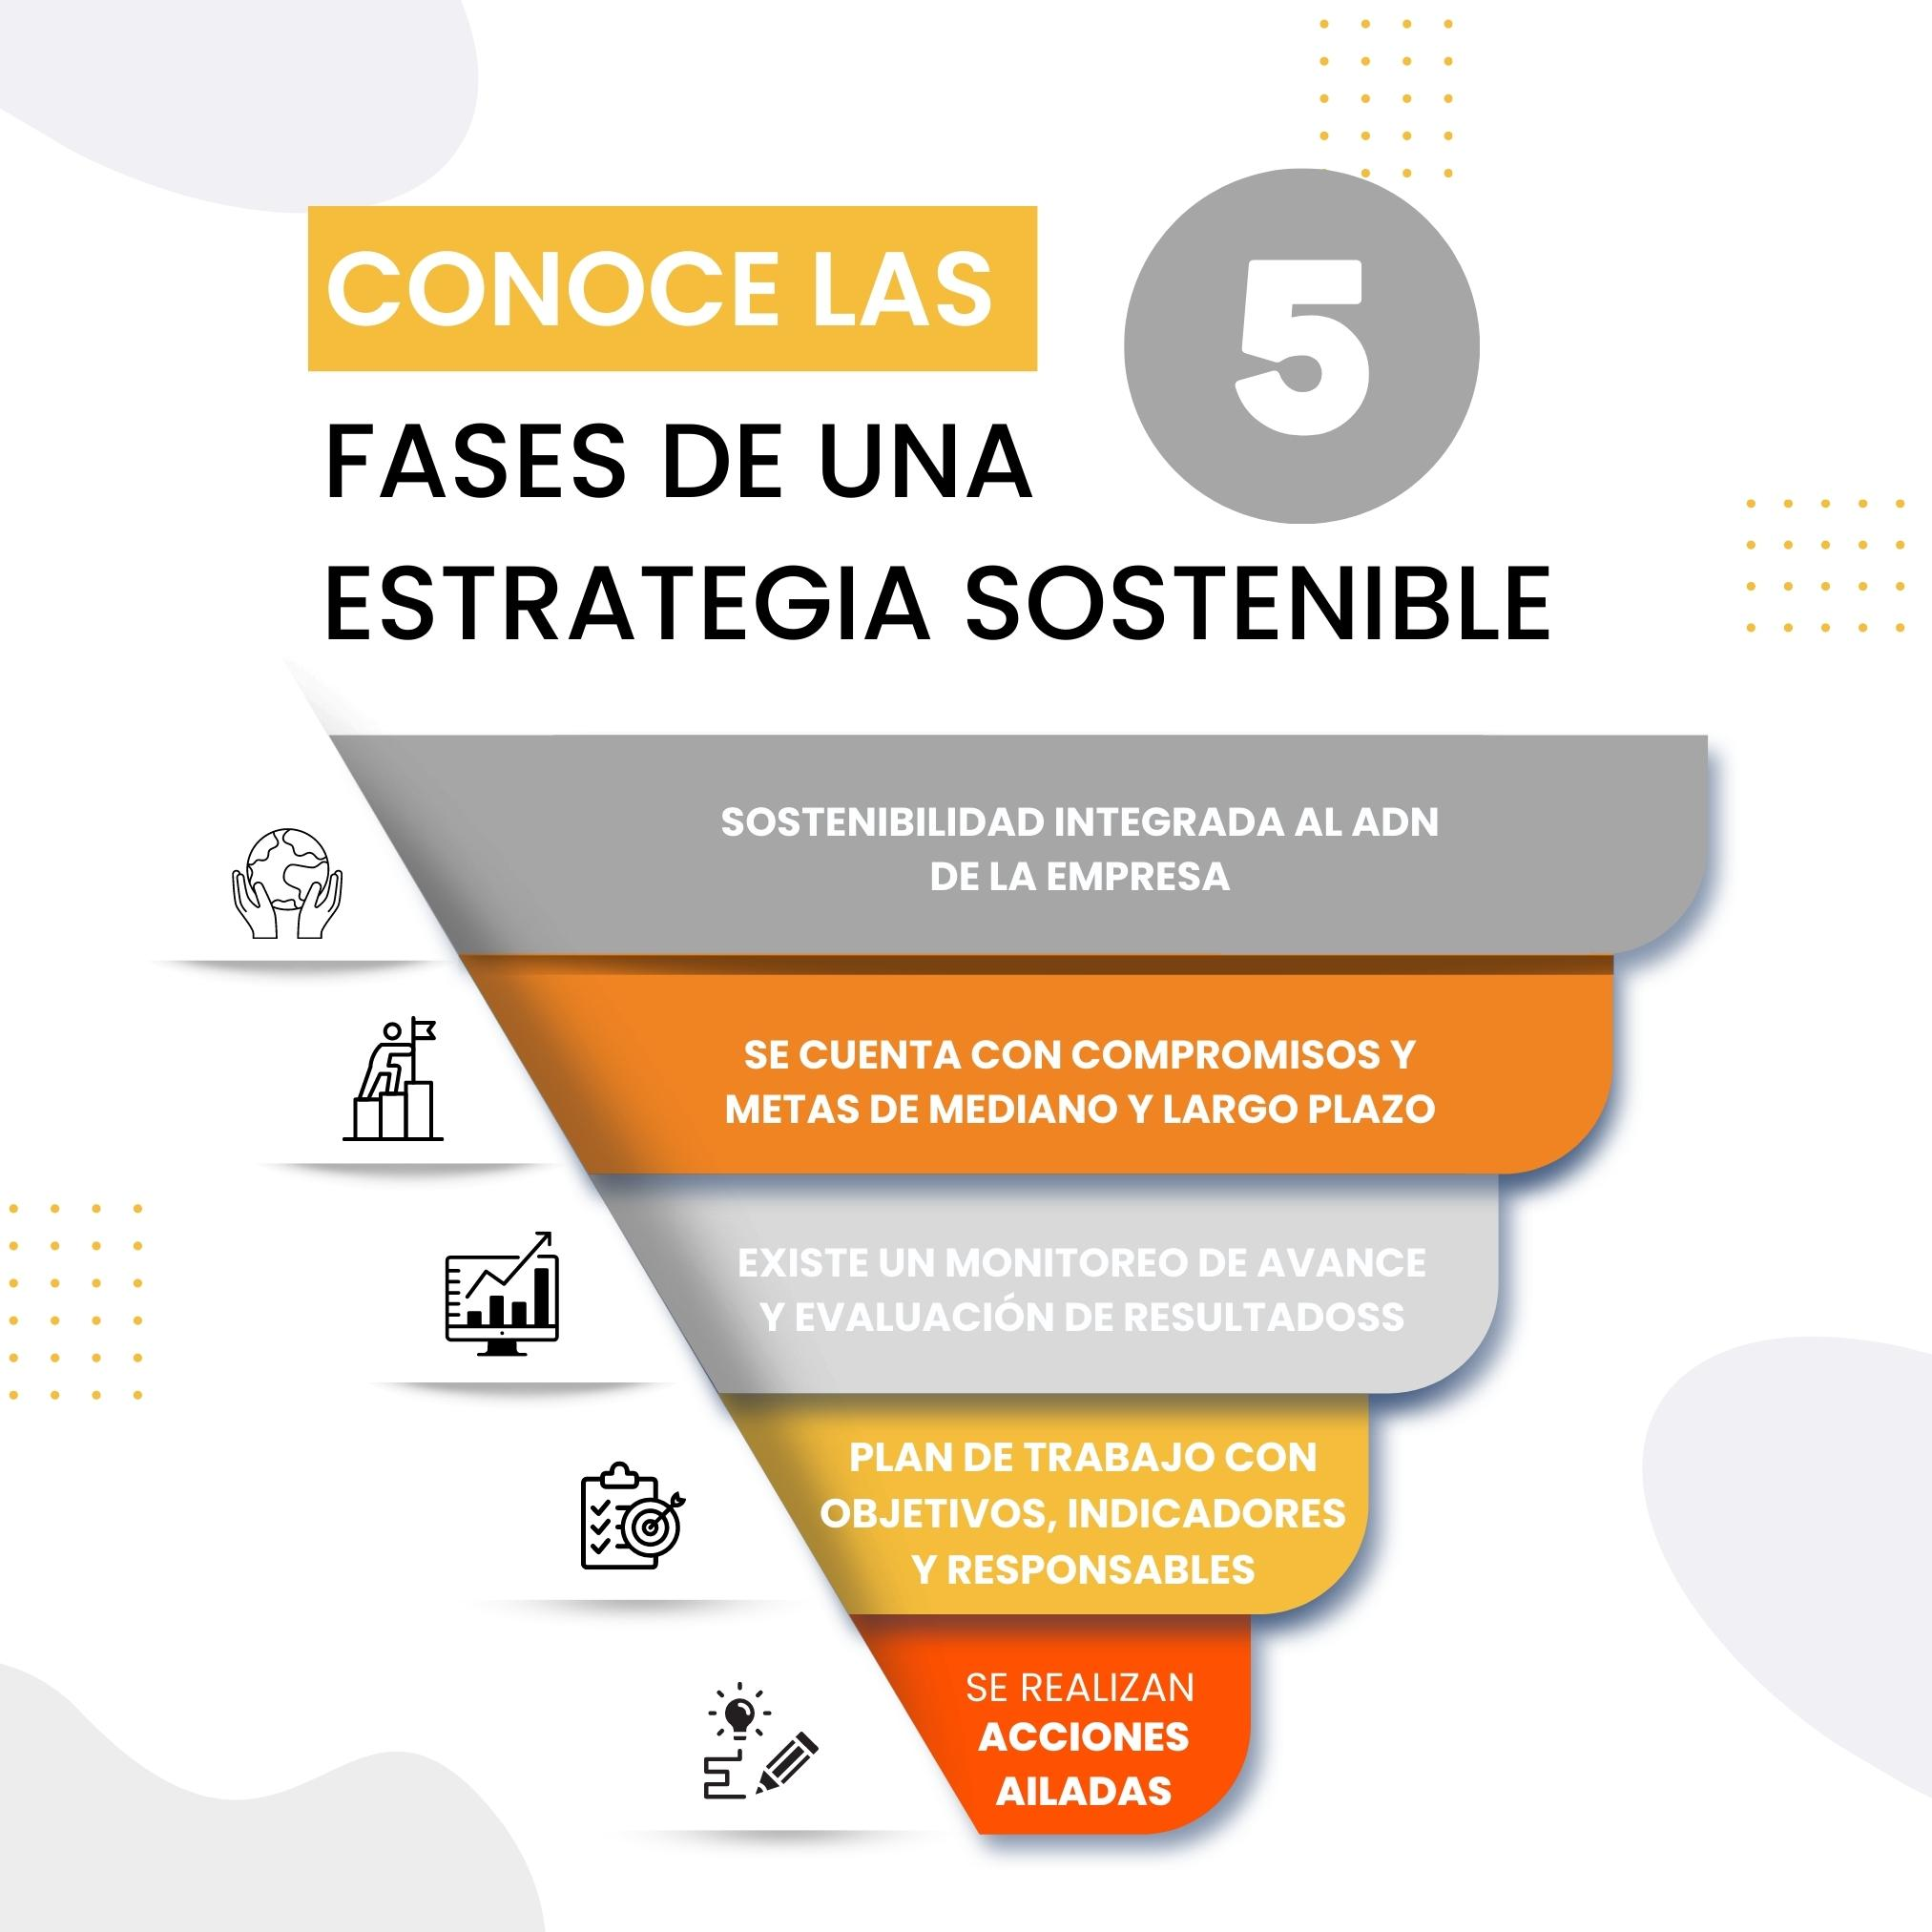 CONOCE LAS
5
FASES DE UNA
ESTRATEGIA SOSTENIBLE
SOSTENIBILIDAD INTEGRADA AL ADN
DE LA EMPRESA
SE CUENTA CON COMPROMISOS Y
METAS DE MEDIANO Y LARGO PLAZO
EXISTE UN MONITOREO DE AVANCE
Y EVALUACIÓN DE RESULTADOSS
PLAN DE TRABAJO CON
OBJETIVOS, INDICADORES
Y RESPONSABLES
SE REALIZAN
ACCIONES
AILADAS